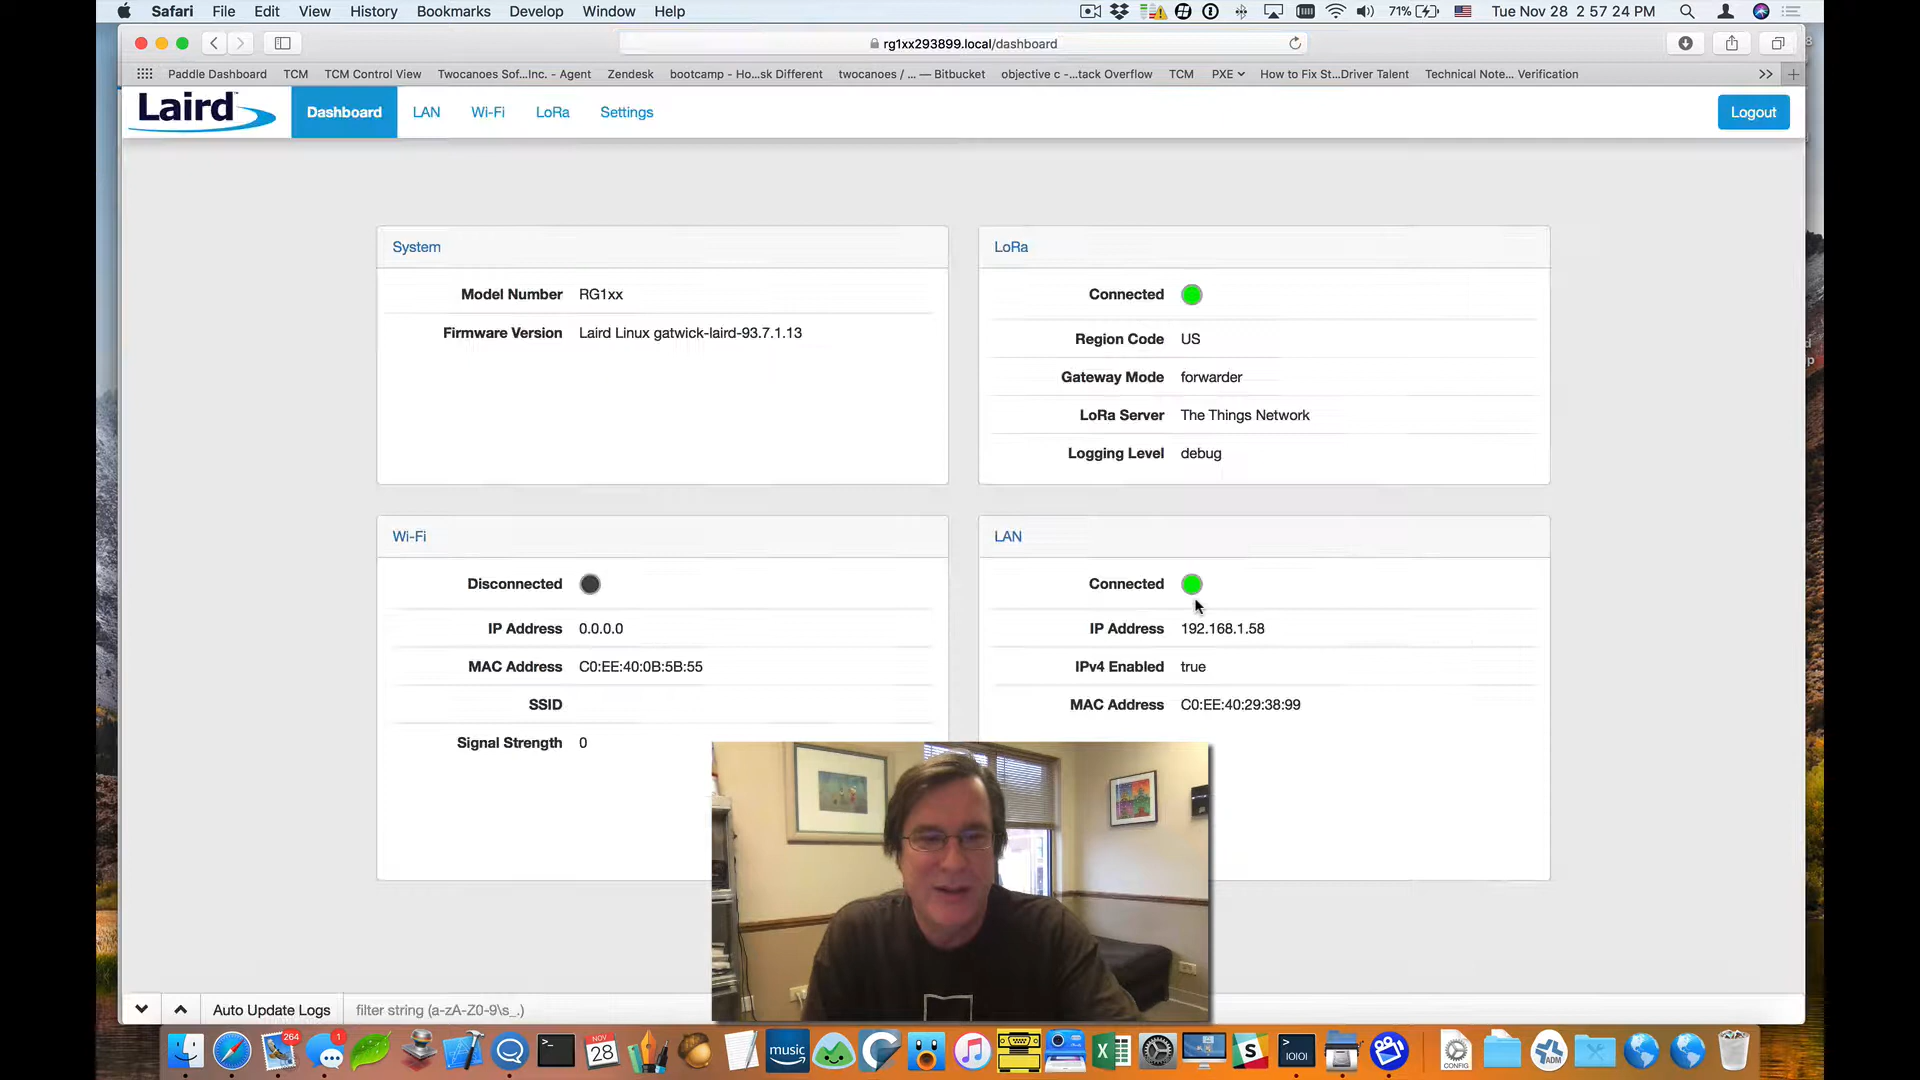 Safari File Edit View History Bookmarks Develop Window Help 71% Tue Nov 28 2 57 24 PM
rg1xx293899.local/dashboard
Paddle Dashboard TCM TCM Control View Twocanoes Sof...Inc. - Agent Zendesk bootcamp - Ho...sk Different twocanoes / ... — Bitbucket objective c -...tack Overflow TCM PXE How to Fix St...Driver Talent Technical Note... Verification
Laird Dashboard LAN Wi-Fi LoRa Settings Logout
System
Model Number RG1xx
Firmware Version Laird Linux gatwick-laird-93.7.1.13
LoRa
Connected
Region Code US
Gateway Mode forwarder
LoRa Server The Things Network
Logging Level debug
Wi-Fi
Disconnected
IP Address 0.0.0.0
MAC Address C0:EE:40:0B:5B:55
SSID
Signal Strength 0
LAN
Connected
IP Address 192.168.1.58
IPv4 Enabled true
MAC Address C0:EE:40:29:38:99
Auto Update Logs filter string (a-zA-Z0-9\s_.)
264 1 NOV 28 music IOIOI CONFIG ADM